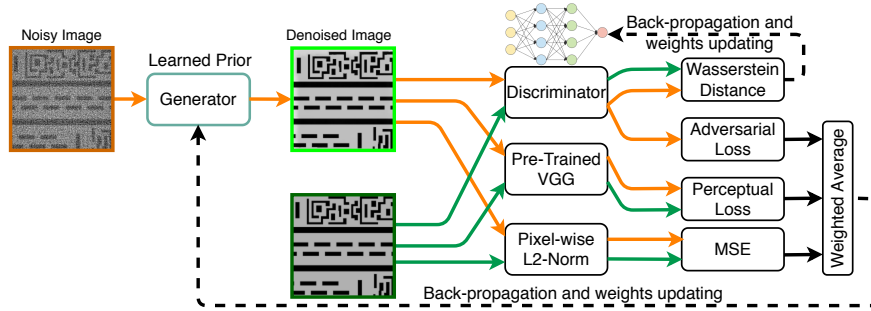 Noisy Image
Learned Prior
Generator
Denoised Image
Discriminator
Pre-Trained
VGG
Pixel-wise
L2-Norm
Back-propagation and
weights updating
Wasserstein
Distance
Adversarial
Loss
Perceptual
Loss
MSE
Weighted Average
Back-propagation and weights updating